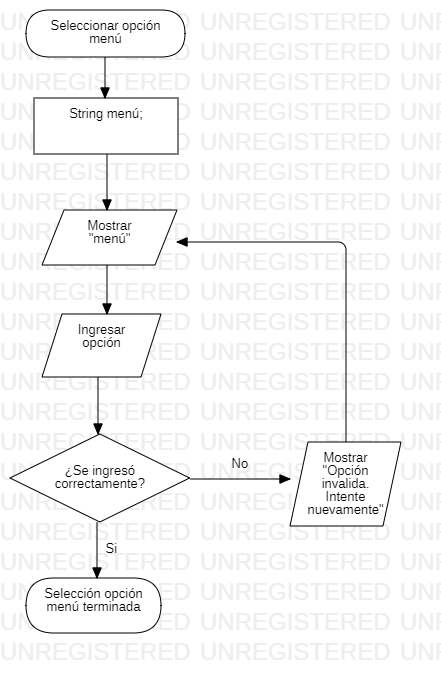 Seleccionar opción
menú
String menú;
Mostrar
"menú"
Ingresar
opción
¿Se ingresó
correctamente?
No
Mostrar
"Opción
invalida.
Intente
nuevamente"
Si
Selección opción
menú terminada
UNREGISTERED